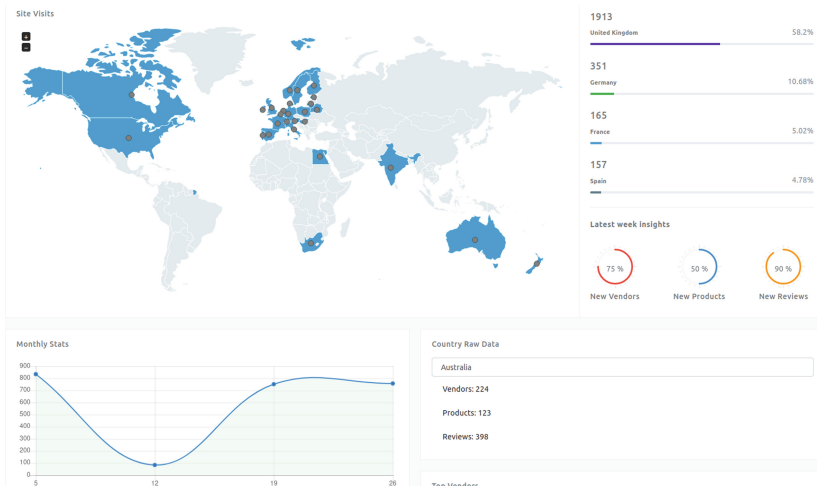 Site Visits
+
−
1913
United Kingdom 58.2%
351
Germany 10.68%
165
France 5.02%
157
Spain 4.78%
Latest week insights
75 % 50 % 90 %
New Vendors New Products New Reviews
Monthly Stats
900
800
700
600
500
400
300
200
100
0
5 12 19 26
Country Raw Data
Australia
Vendors: 224
Products: 123
Reviews: 398
Top Vendors